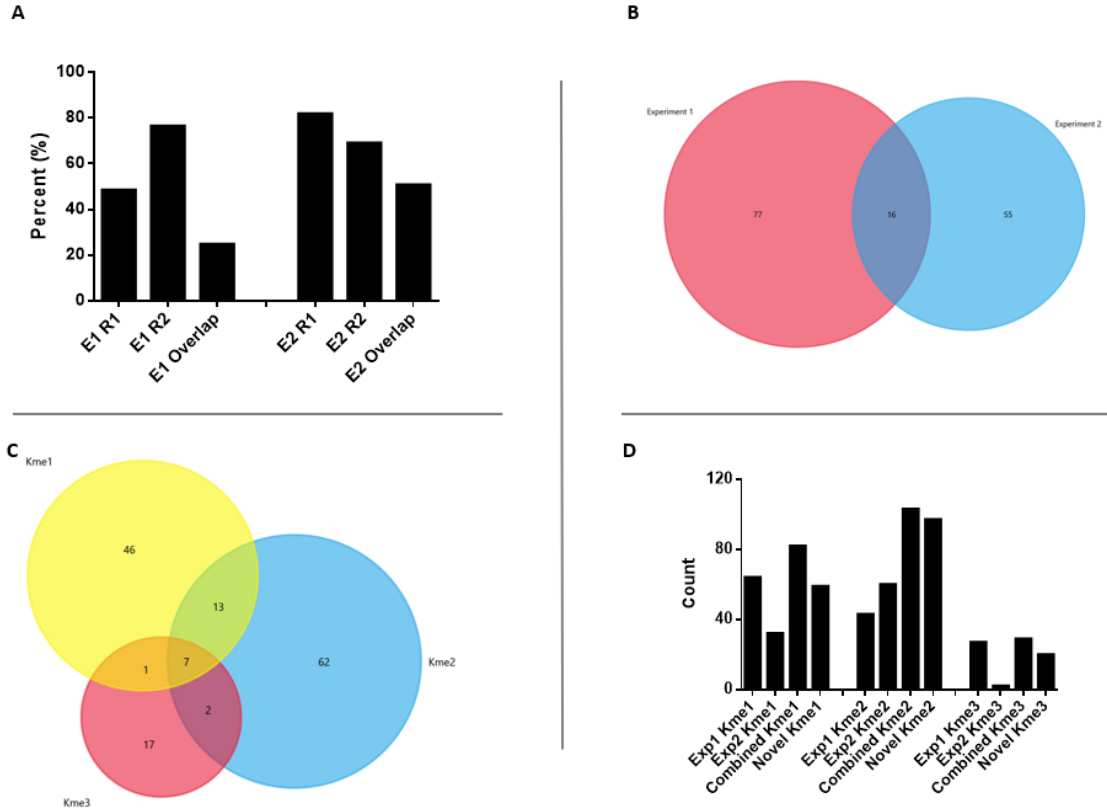 A
Percent (%)
100
80
60
40
20
0
E1 R1
E1 R2
E1 Overlap
E2 R1
E2 R2
E2 Overlap
B
Experiment 1
Experiment 2
77
16
55
C
Kme1
46
13
Kme2
1
7
62
2
17
Kme3
D
Count
120
80
40
0
Exp1 Kme1
Exp2 Kme1
Combined Kme1
Novel Kme1
Exp1 Kme2
Exp2 Kme2
Combined Kme2
Novel Kme2
Exp1 Kme3
Exp2 Kme3
Combined Kme3
Novel Kme3